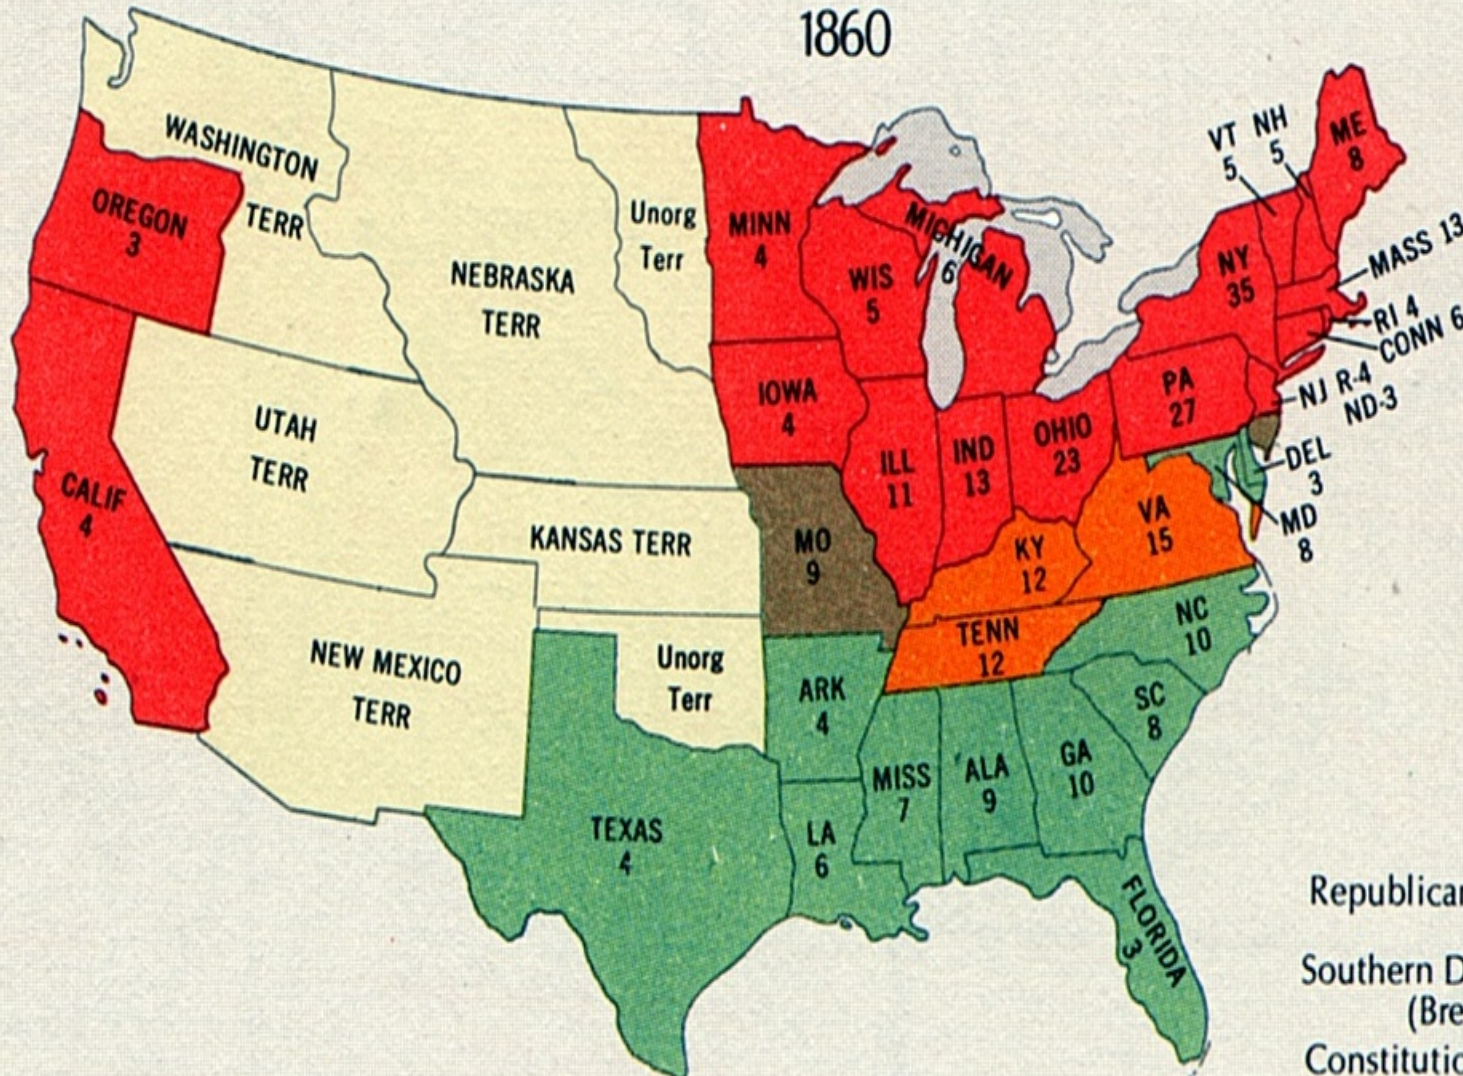 1860
WASHINGTON
TERR
OREGON
3
CALIF
4
UTAH
TERR
NEBRASKA
TERR
Unorg
Terr
KANSAS TERR
NEW MEXICO
TERR
Unorg
Terr
TEXAS
4
MINN
4
IOWA
4
MO
9
ARK
4
LA
6
WIS
5
MICHIGAN
6
ILL
11
IND
13
OHIO
23
KY
12
TENN
12
MISS
7
ALA
9
GA
10
FLORIDA
3
SC
8
NC
10
VA
15
PA
27
NY
35
VT
5
NH
5
ME
8
MASS 13
RI 4
CONN 6
NJ R-4
ND-3
DEL
3
MD
8
Republican
Southern D
(Bre
Constitutio